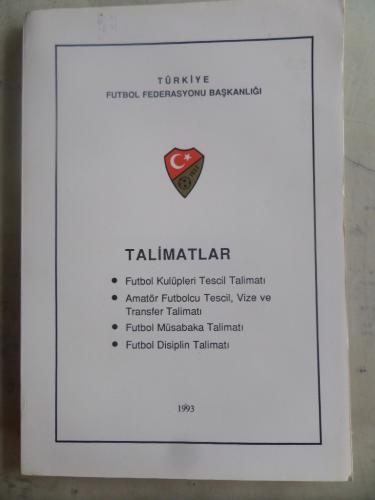 TÜRKİYE
FUTBOL FEDERASYONU BAŞKANLIĞI
TALİMATLAR
• Futbol Kulüpleri Tescil Talimatı
• Amatör Futbolcu Tescil, Vize ve
Transfer Talimatı
• Futbol Müsabaka Talimatı
• Futbol Disiplin Talimatı
1993